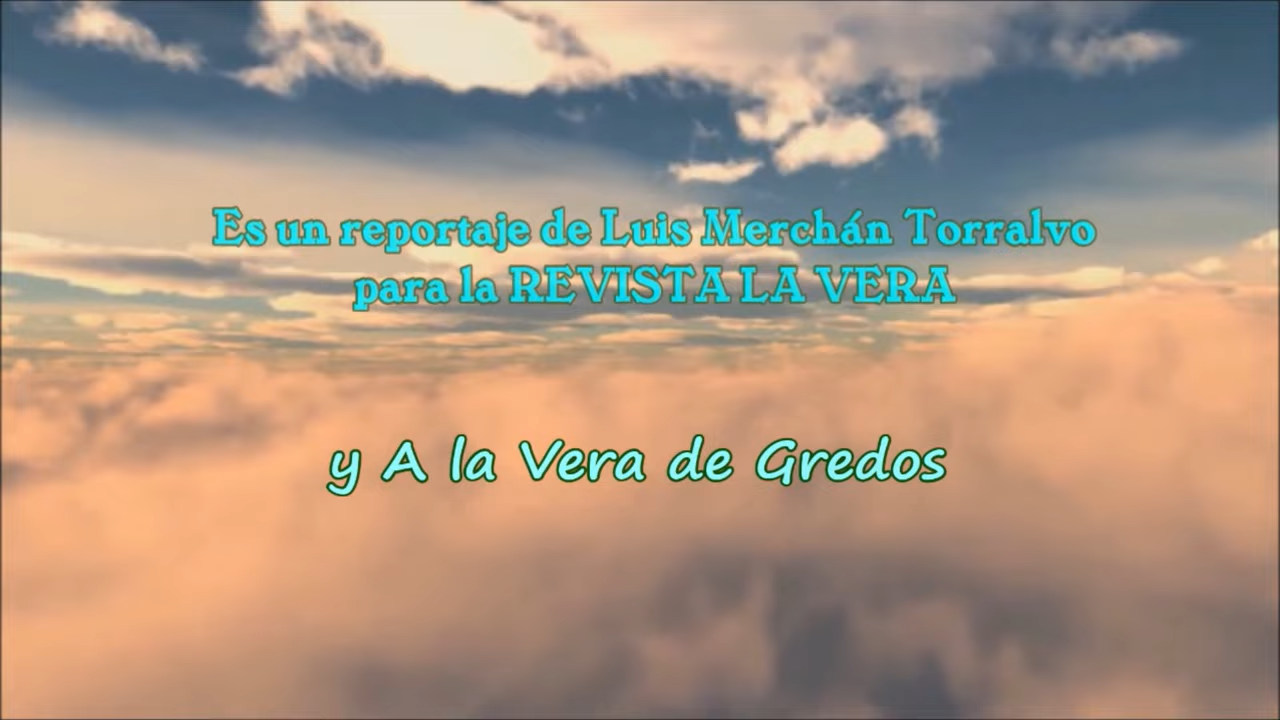 Es un reportaje de Luis Merchán Torralvo
para la REVISTA LA VERA
y A la Vera de Gredos